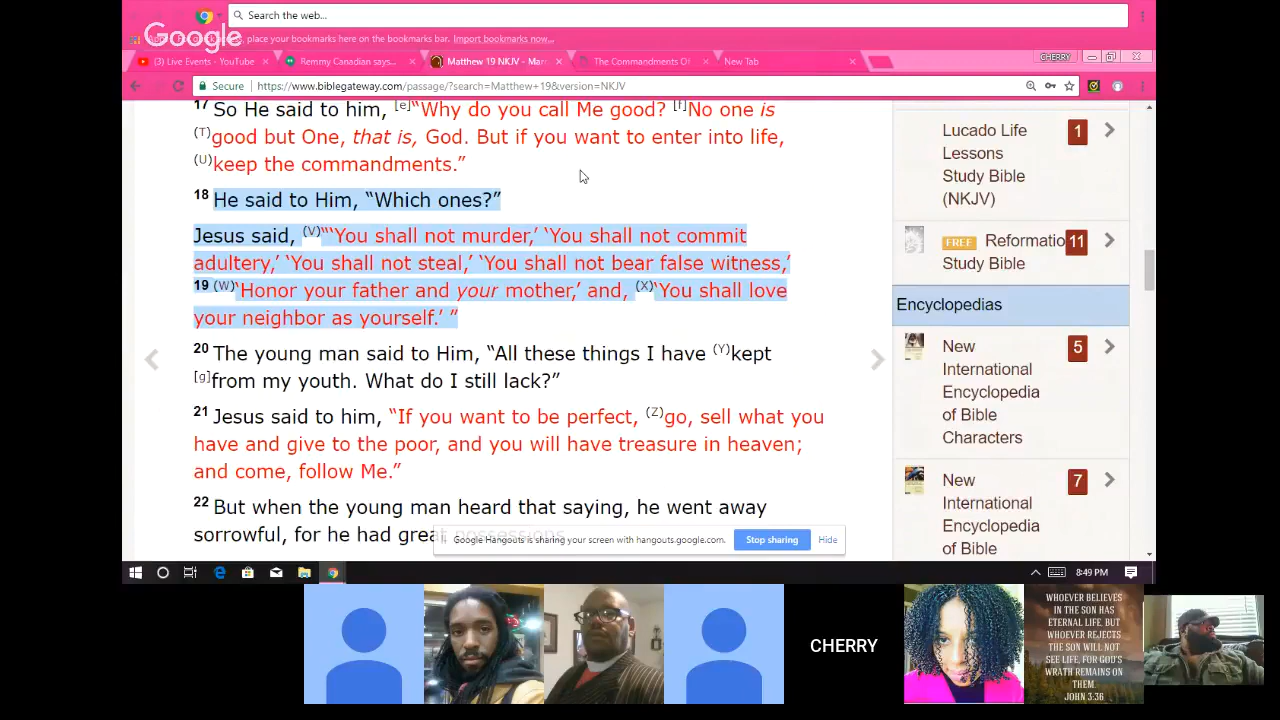 Search the web...
Google
place your bookmarks here on the bookmarks bar. Import bookmarks now...
(3) Live Events - YouTube
Remmy Canadian says...
Matthew 19 NKJV - Mar
The Commandments Of
New Tab
CHERRY
Secure
https://www.biblegateway.com/passage/?search=Matthew+19&version=NKJV
17 So He said to him, [e]“Why do you call Me good? [f]No one is
(T)good but One, that is, God. But if you want to enter into life,
(U)keep the commandments.”
18 He said to Him, “Which ones?”
Jesus said, (V)“‘You shall not murder,’ ‘You shall not commit
adultery,’ ‘You shall not steal,’ ‘You shall not bear false witness,’
19 (W)‘Honor your father and your mother,’ and, (X)‘You shall love
your neighbor as yourself.’ ”
20 The young man said to Him, “All these things I have (Y)kept
[g]from my youth. What do I still lack?”
21 Jesus said to him, “If you want to be perfect, (Z)go, sell what you
have and give to the poor, and you will have treasure in heaven;
and come, follow Me.”
22 But when the young man heard that saying, he went away
sorrowful, for he had great possessions.
Lucado Life
Lessons
Study Bible
(NKJV)
1
FREE Reformatio
Study Bible
11
Encyclopedias
New
International
Encyclopedia
of Bible
Characters
5
New
International
Encyclopedia
of Bible
7
Google Hangouts is sharing your screen with hangouts.google.com.
Stop sharing
Hide
8:49 PM
CHERRY
WHOEVER BELIEVES
IN THE SON HAS
ETERNAL LIFE, BUT
WHOEVER REJECTS
THE SON WILL NOT
SEE LIFE, FOR GOD'S
WRATH REMAINS ON
THEM.
JOHN 3:36